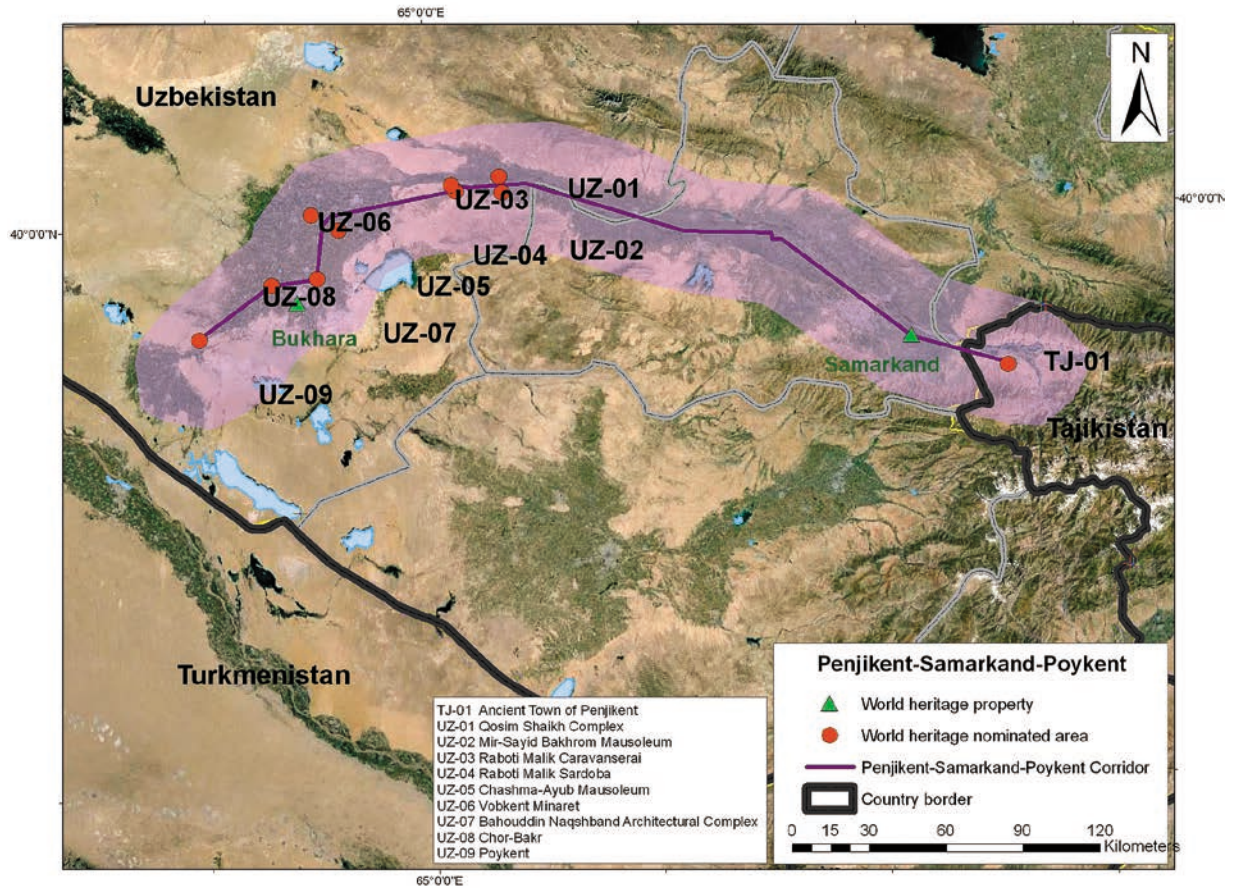 65°0'0"E
N
Uzbekistan
40°0'0"N
40°0'0"N
UZ-01
UZ-03
UZ-06
UZ-04
UZ-02
UZ-05
UZ-08
Bukhara
UZ-07
Samarkand
TJ-01
UZ-09
Tajikistan
Turkmenistan
TJ-01 Ancient Town of Penjikent
UZ-01 Qosim Shaikh Complex
UZ-02 Mir-Sayid Bakhrom Mausoleum
UZ-03 Raboti Malik Caravanserai
UZ-04 Raboti Malik Sardoba
UZ-05 Chashma-Ayub Mausoleum
UZ-06 Vobkent Minaret
UZ-07 Bahouddin Naqshband Architectural Complex
UZ-08 Chor-Bakr
UZ-09 Poykent
Penjikent-Samarkand-Poykent
World heritage property
World heritage nominated area
Penjikent-Samarkand-Poykent Corridor
Country border
0 15 30 60 90 120
Kilometers
65°0'0"E